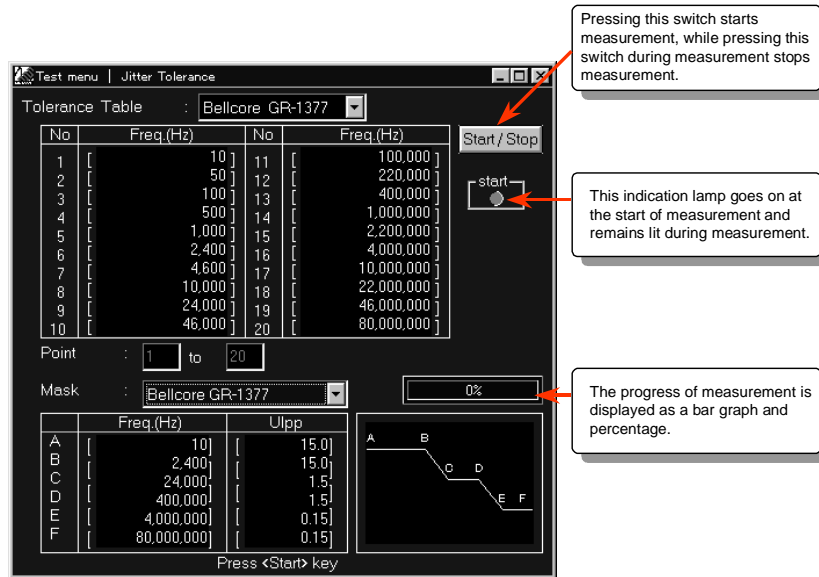 Pressing this switch starts
measurement, while pressing this
switch during measurement stops
measurement.
Test menu | Jitter Tolerance
Tolerance Table : Bellcore GR-1377
No Freq.(Hz) No Freq.(Hz)
1 [ 10 ] 11 [ 100,000 ]
2 [ 50 ] 12 [ 220,000 ]
3 [ 100 ] 13 [ 400,000 ]
4 [ 500 ] 14 [ 1,000,000 ]
5 [ 1,000 ] 15 [ 2,200,000 ]
6 [ 2,400 ] 16 [ 4,000,000 ]
7 [ 4,600 ] 17 [ 10,000,000 ]
8 [ 10,000 ] 18 [ 22,000,000 ]
9 [ 24,000 ] 19 [ 46,000,000 ]
10 [ 46,000 ] 20 [ 80,000,000 ]
Start / Stop
start
This indication lamp goes on at
the start of measurement and
remains lit during measurement.
Point : 1 to 20
Mask : Bellcore GR-1377
0%
The progress of measurement is
displayed as a bar graph and
percentage.
Freq.(Hz) UIpp
A [ 10] [ 15.0]
B [ 2,400] [ 15.0]
C [ 24,000] [ 1.5]
D [ 400,000] [ 1.5]
E [ 4,000,000] [ 0.15]
F [ 80,000,000] [ 0.15]
A B
C D
E F
Press <Start> key